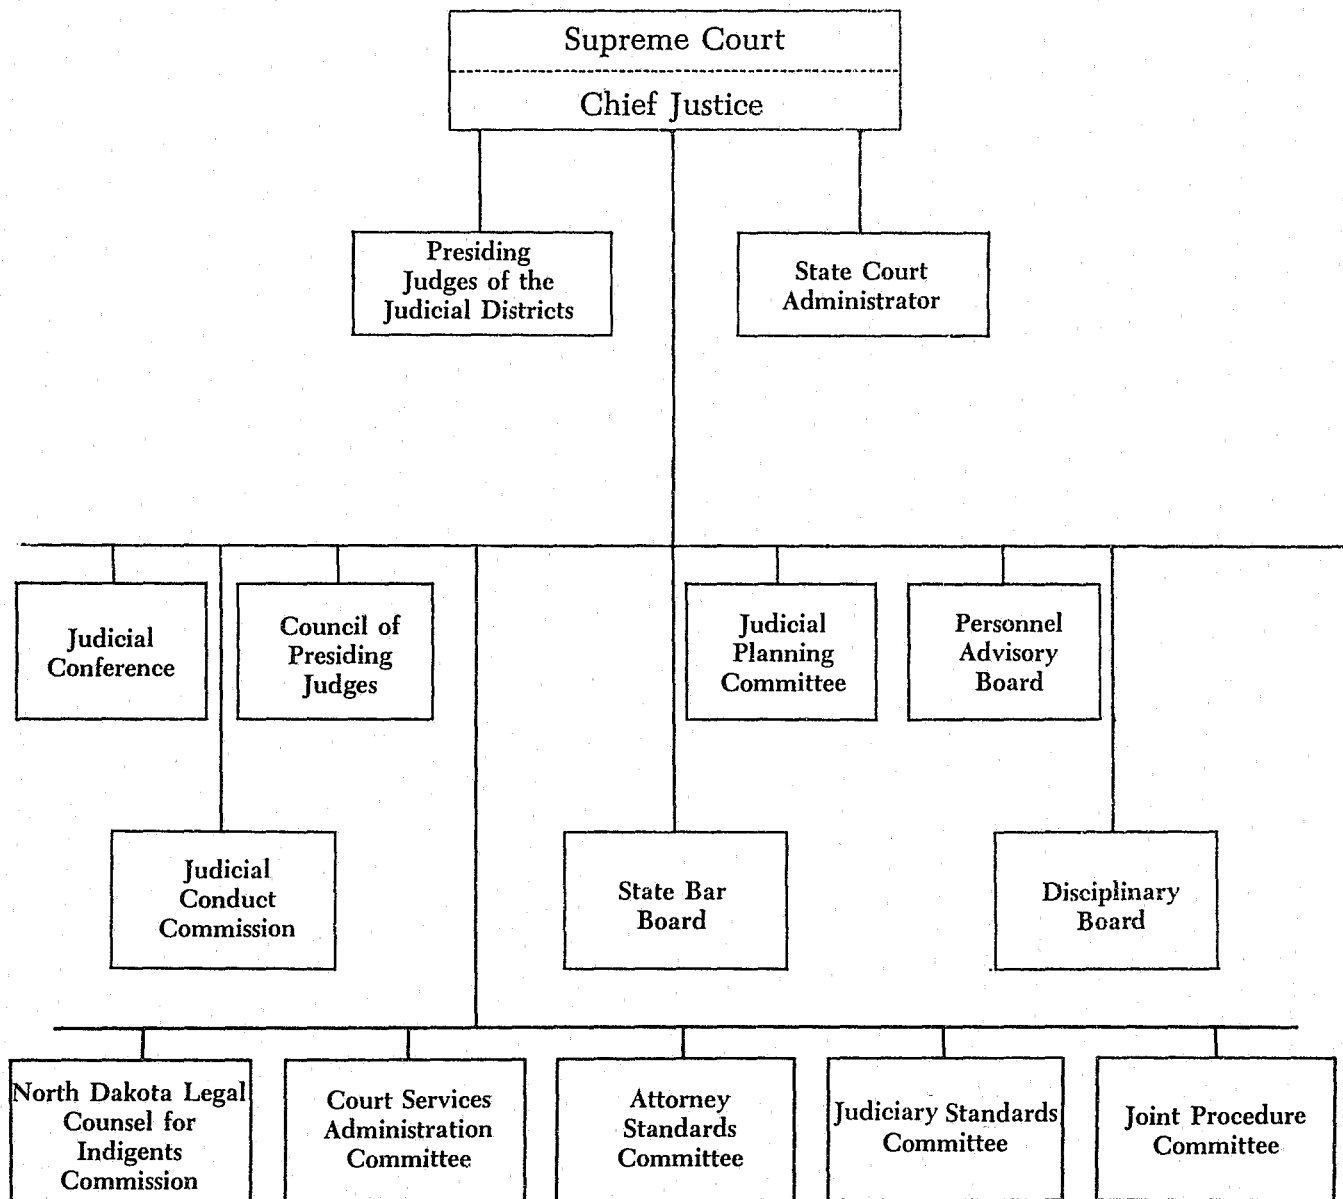 Supreme Court
Chief Justice
Presiding
Judges of the
Judicial Districts
State Court
Administrator
Judicial
Conference
Council of
Presiding
Judges
Judicial
Planning
Committee
Personnel
Advisory
Board
Judicial
Conduct
Commission
State Bar
Board
Disciplinary
Board
North Dakota Legal
Counsel for
Indigents
Commission
Court Services
Administration
Committee
Attorney
Standards
Committee
Judiciary Standards
Committee
Joint Procedure
Committee